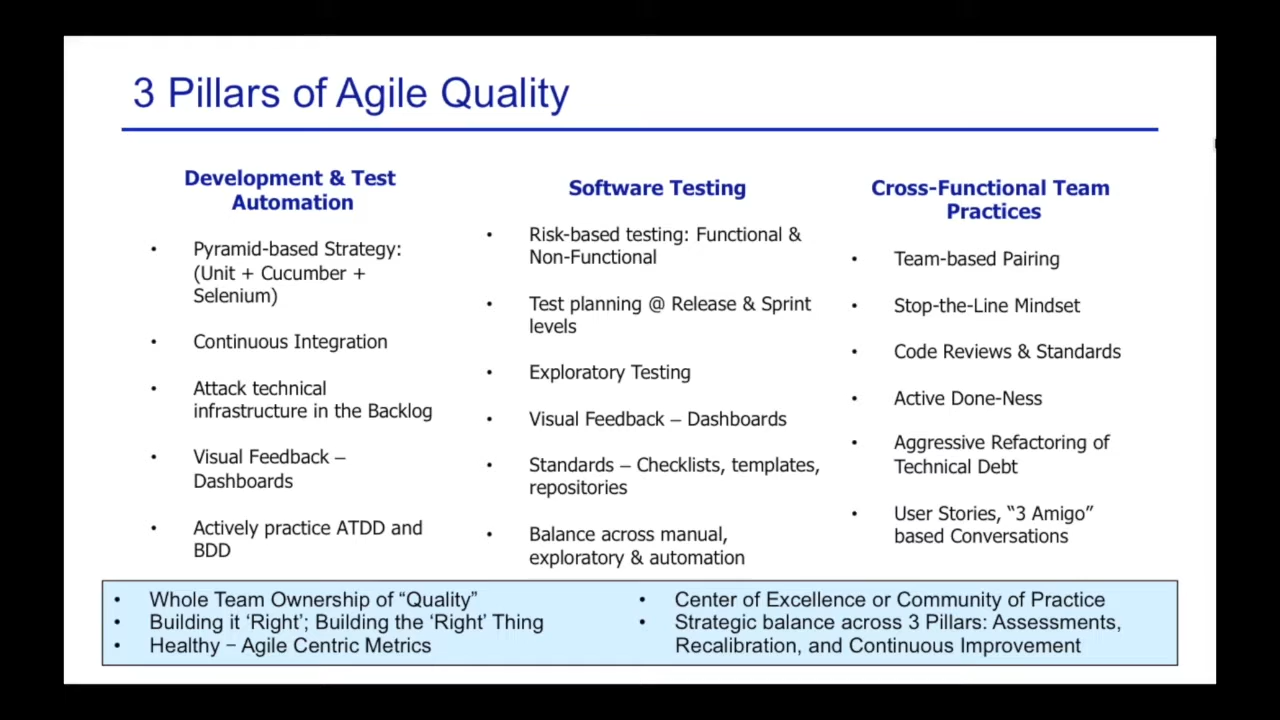 3 Pillars of Agile Quality
Development & Test
Automation
• Pyramid-based Strategy:
(Unit + Cucumber +
Selenium)
• Continuous Integration
• Attack technical
infrastructure in the Backlog
• Visual Feedback –
Dashboards
• Actively practice ATDD and
BDD
Software Testing
• Risk-based testing: Functional &
Non-Functional
• Test planning @ Release & Sprint
levels
• Exploratory Testing
• Visual Feedback – Dashboards
• Standards – Checklists, templates,
repositories
• Balance across manual,
exploratory & automation
Cross-Functional Team
Practices
• Team-based Pairing
• Stop-the-Line Mindset
• Code Reviews & Standards
• Active Done-Ness
• Aggressive Refactoring of
Technical Debt
• User Stories, “3 Amigo”
based Conversations
• Whole Team Ownership of “Quality”
• Building it ‘Right’; Building the ‘Right’ Thing
• Healthy – Agile Centric Metrics
• Center of Excellence or Community of Practice
• Strategic balance across 3 Pillars: Assessments,
Recalibration, and Continuous Improvement